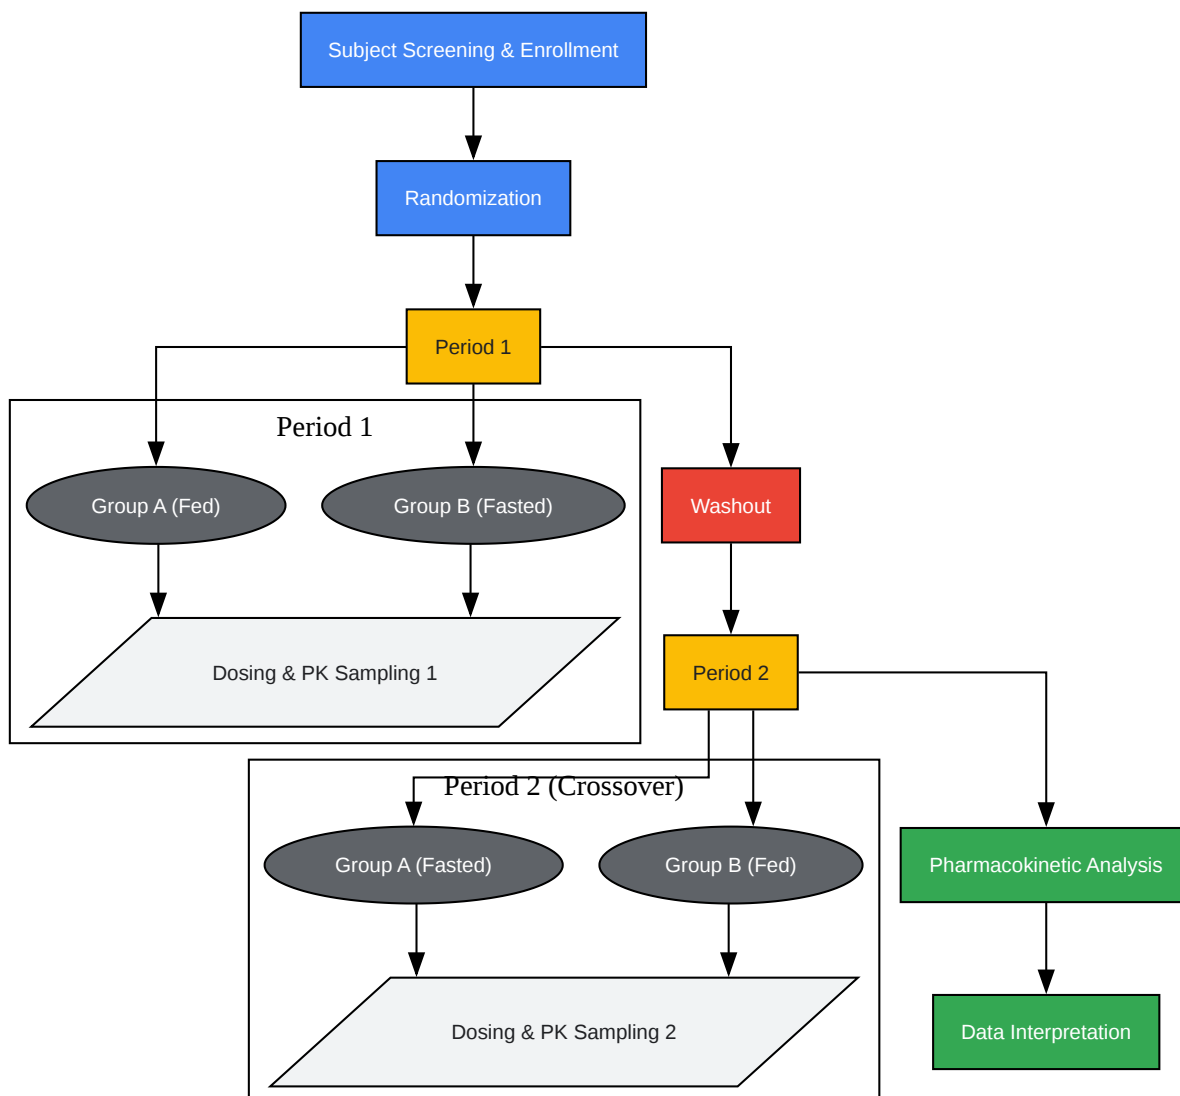 Subject Screening & Enrollment
Randomization
Period 1
Period 1
Group A (Fed)
Group B (Fasted)
Washout
Dosing & PK Sampling 1
Period 2
Period 2 (Crossover)
Group A (Fasted)
Group B (Fed)
Pharmacokinetic Analysis
Dosing & PK Sampling 2
Data Interpretation